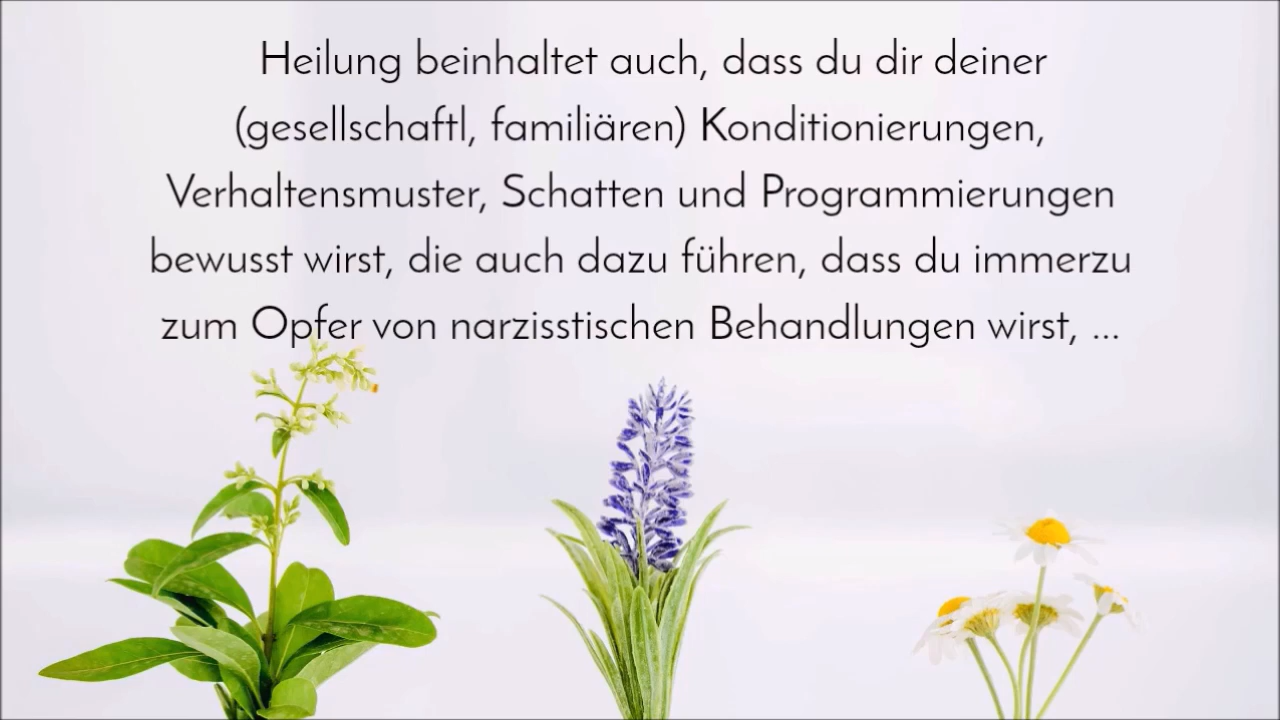 Heilung beinhaltet auch, dass du dir deiner
(gesellschaftl, familiären) Konditionierungen,
Verhaltensmuster, Schatten und Programmierungen
bewusst wirst, die auch dazu führen, dass du immerzu
zum Opfer von narzisstischen Behandlungen wirst, ...